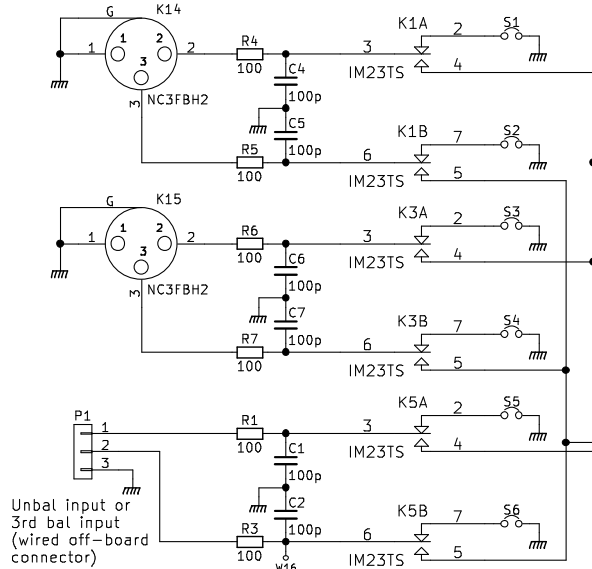 G K14
1 1 2 2
3
3 NC3FBH2
R4
100
C4
100p
C5
100p
R5
100
K1A
3 2 S1
IM23TS 4
K1B
6 7 S2
IM23TS 5
G K15
1 1 2 2
3
3 NC3FBH2
R6
100
C6
100p
C7
100p
R7
100
K3A
3 2 S3
IM23TS 4
K3B
6 7 S4
IM23TS 5
P1
1
2
3
Unbal input or
3rd bal input
(wired off-board
connector)
R1
100
C1
100p
C2
100p
R3
100
W16
K5A
3 2 S5
IM23TS 4
K5B
6 7 S6
IM23TS 5